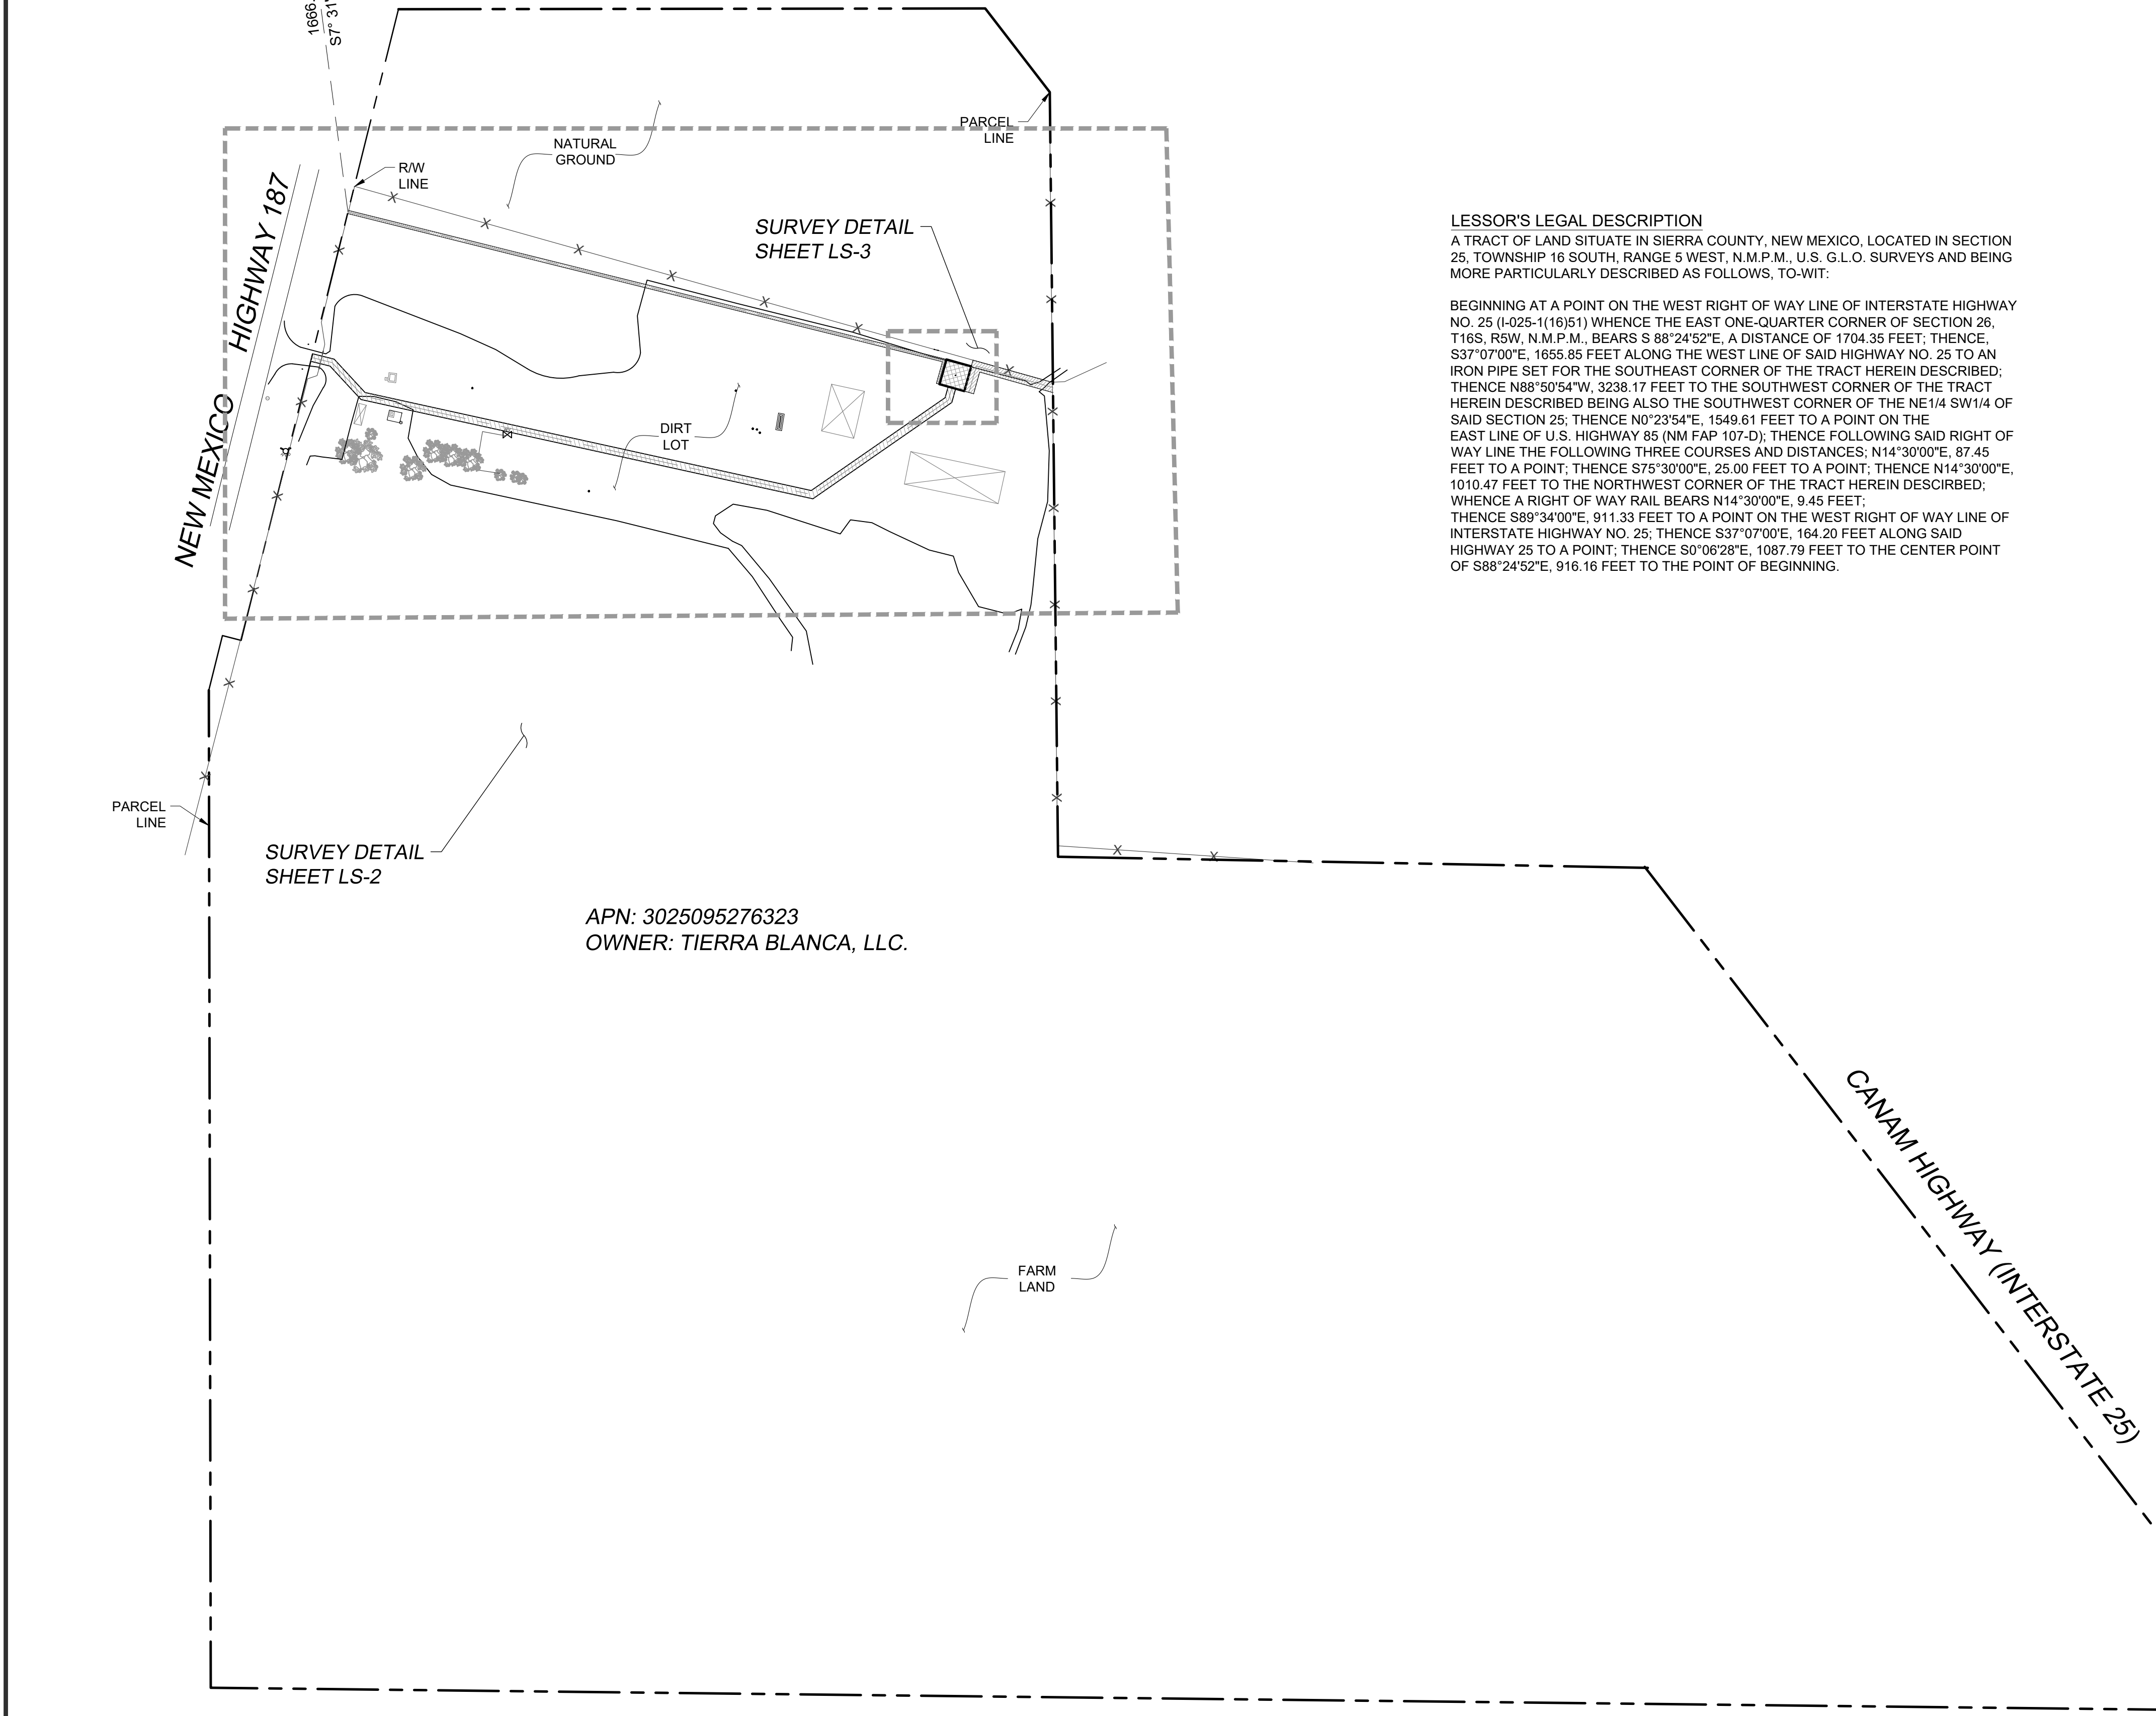 1666.
S7° 31'
PARCEL
LINE
NATURAL
GROUND
R/W
LINE
NEW MEXICO HIGHWAY 187
SURVEY DETAIL
SHEET LS-3
DIRT
LOT
LESSOR'S LEGAL DESCRIPTION
A TRACT OF LAND SITUATE IN SIERRA COUNTY, NEW MEXICO, LOCATED IN SECTION
25, TOWNSHIP 16 SOUTH, RANGE 5 WEST, N.M.P.M., U.S. G.L.O. SURVEYS AND BEING
MORE PARTICULARLY DESCRIBED AS FOLLOWS, TO-WIT:
BEGINNING AT A POINT ON THE WEST RIGHT OF WAY LINE OF INTERSTATE HIGHWAY
NO. 25 (I-025-1(16)51) WHENCE THE EAST ONE-QUARTER CORNER OF SECTION 26,
T16S, R5W, N.M.P.M., BEARS S 88°24'52"E, A DISTANCE OF 1704.35 FEET; THENCE,
S37°07'00"E, 1655.85 FEET ALONG THE WEST LINE OF SAID HIGHWAY NO. 25 TO AN
IRON PIPE SET FOR THE SOUTHEAST CORNER OF THE TRACT HEREIN DESCRIBED;
THENCE N88°50'54"W, 3238.17 FEET TO THE SOUTHWEST CORNER OF THE TRACT
HEREIN DESCRIBED BEING ALSO THE SOUTHWEST CORNER OF THE NE1/4 SW1/4 OF
SAID SECTION 25; THENCE N0°23'54"E, 1549.61 FEET TO A POINT ON THE
EAST LINE OF U.S. HIGHWAY 85 (NM FAP 107-D); THENCE FOLLOWING SAID RIGHT OF
WAY LINE THE FOLLOWING THREE COURSES AND DISTANCES; N14°30'00"E, 87.45
FEET TO A POINT; THENCE S75°30'00"E, 25.00 FEET TO A POINT; THENCE N14°30'00"E,
1010.47 FEET TO THE NORTHWEST CORNER OF THE TRACT HEREIN DESCIRBED;
WHENCE A RIGHT OF WAY RAIL BEARS N14°30'00"E, 9.45 FEET;
THENCE S89°34'00"E, 911.33 FEET TO A POINT ON THE WEST RIGHT OF WAY LINE OF
INTERSTATE HIGHWAY NO. 25; THENCE S37°07'00'E, 164.20 FEET ALONG SAID
HIGHWAY 25 TO A POINT; THENCE S0°06'28"E, 1087.79 FEET TO THE CENTER POINT
OF S88°24'52"E, 916.16 FEET TO THE POINT OF BEGINNING.
PARCEL
LINE
SURVEY DETAIL
SHEET LS-2
APN: 3025095276323
OWNER: TIERRA BLANCA, LLC.
CANAM HIGHWAY (INTERSTATE 25)
FARM
LAND